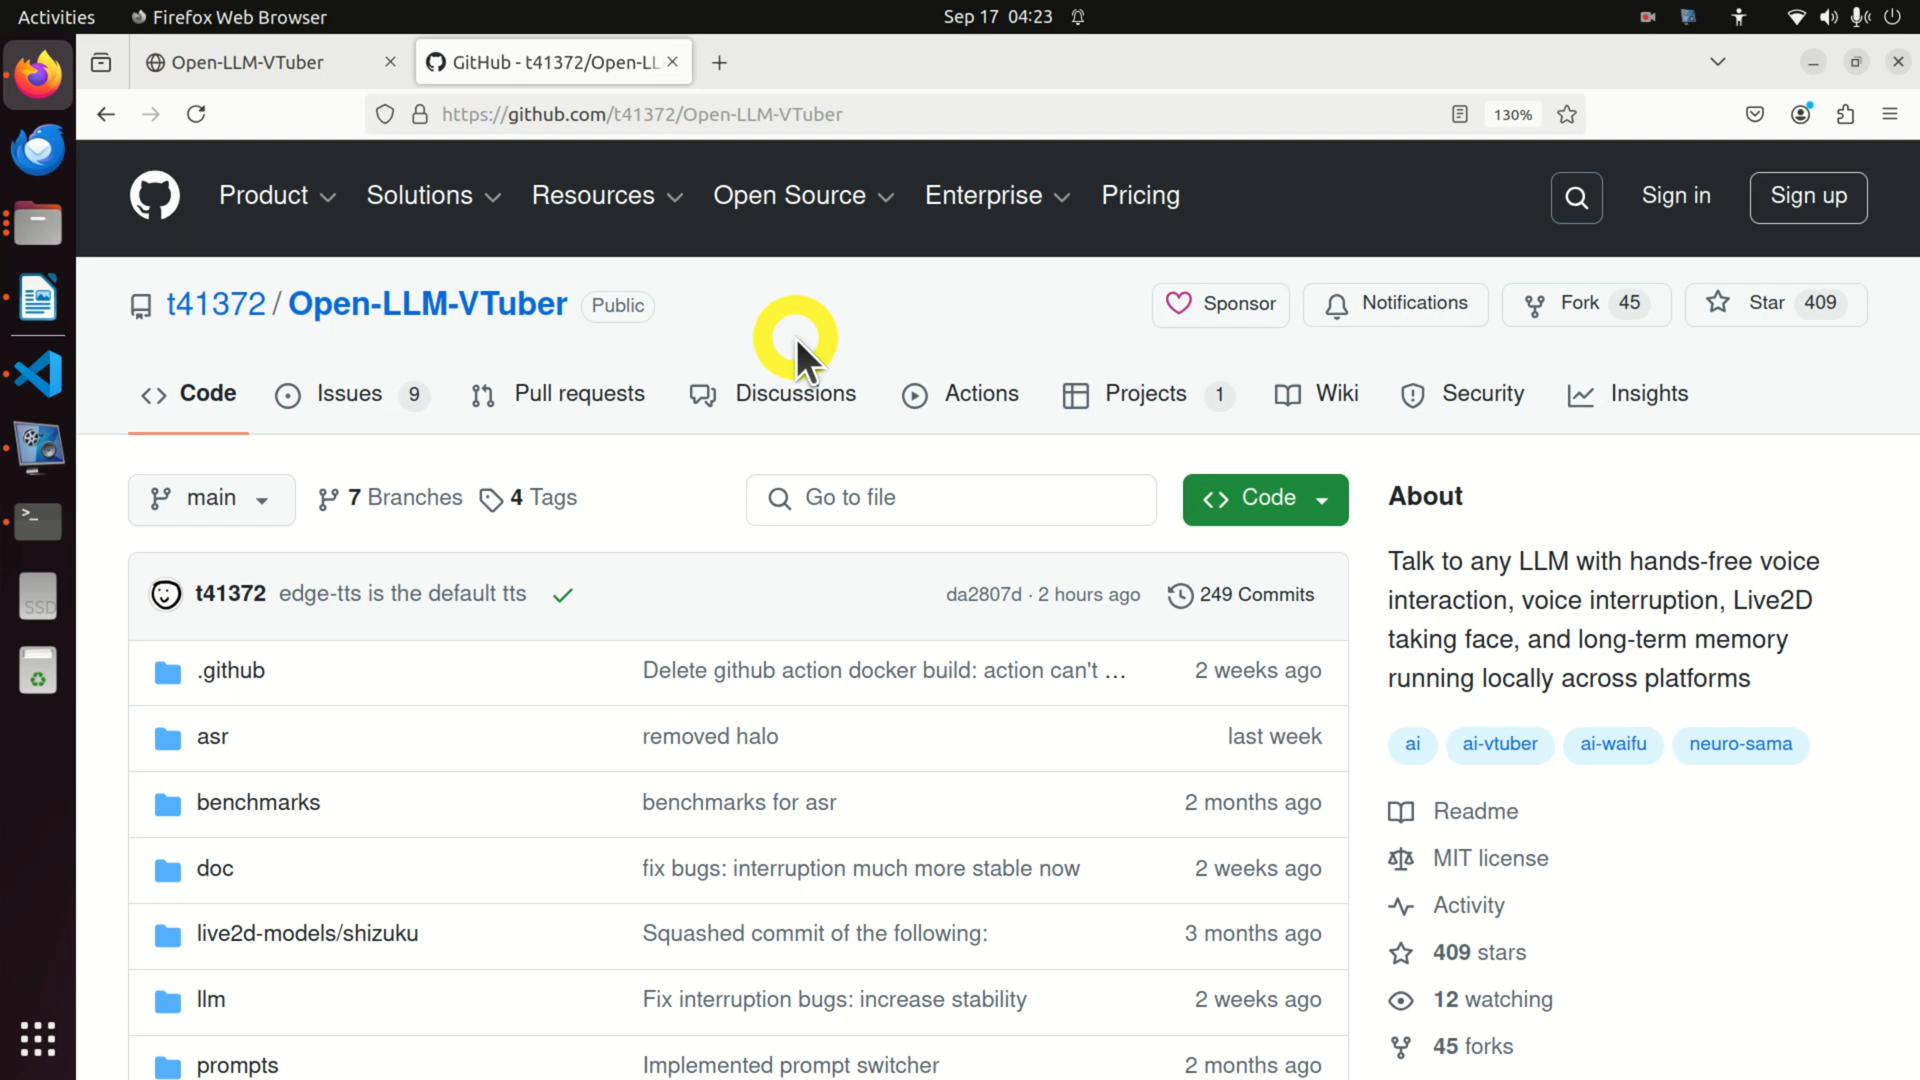 Activities Firefox Web Browser Sep 17 04:23
Open-LLM-VTuber GitHub - t41372/Open-LL
https://github.com/t41372/Open-LLM-VTuber 130%
Product Solutions Resources Open Source Enterprise Pricing Sign in Sign up
t41372 / Open-LLM-VTuber Public Sponsor Notifications Fork 45 Star 409
Code Issues 9 Pull requests Discussions Actions Projects 1 Wiki Security Insights
main 7 Branches 4 Tags Go to file Code
t41372 edge-tts is the default tts da2807d · 2 hours ago 249 Commits
.github Delete github action docker build: action can't ... 2 weeks ago
asr removed halo last week
benchmarks benchmarks for asr 2 months ago
doc fix bugs: interruption much more stable now 2 weeks ago
live2d-models/shizuku Squashed commit of the following: 3 months ago
llm Fix interruption bugs: increase stability 2 weeks ago
prompts Implemented prompt switcher 2 months ago
About
Talk to any LLM with hands-free voice
interaction, voice interruption, Live2D
taking face, and long-term memory
running locally across platforms
ai ai-vtuber ai-waifu neuro-sama
Readme
MIT license
Activity
409 stars
12 watching
45 forks
SSD